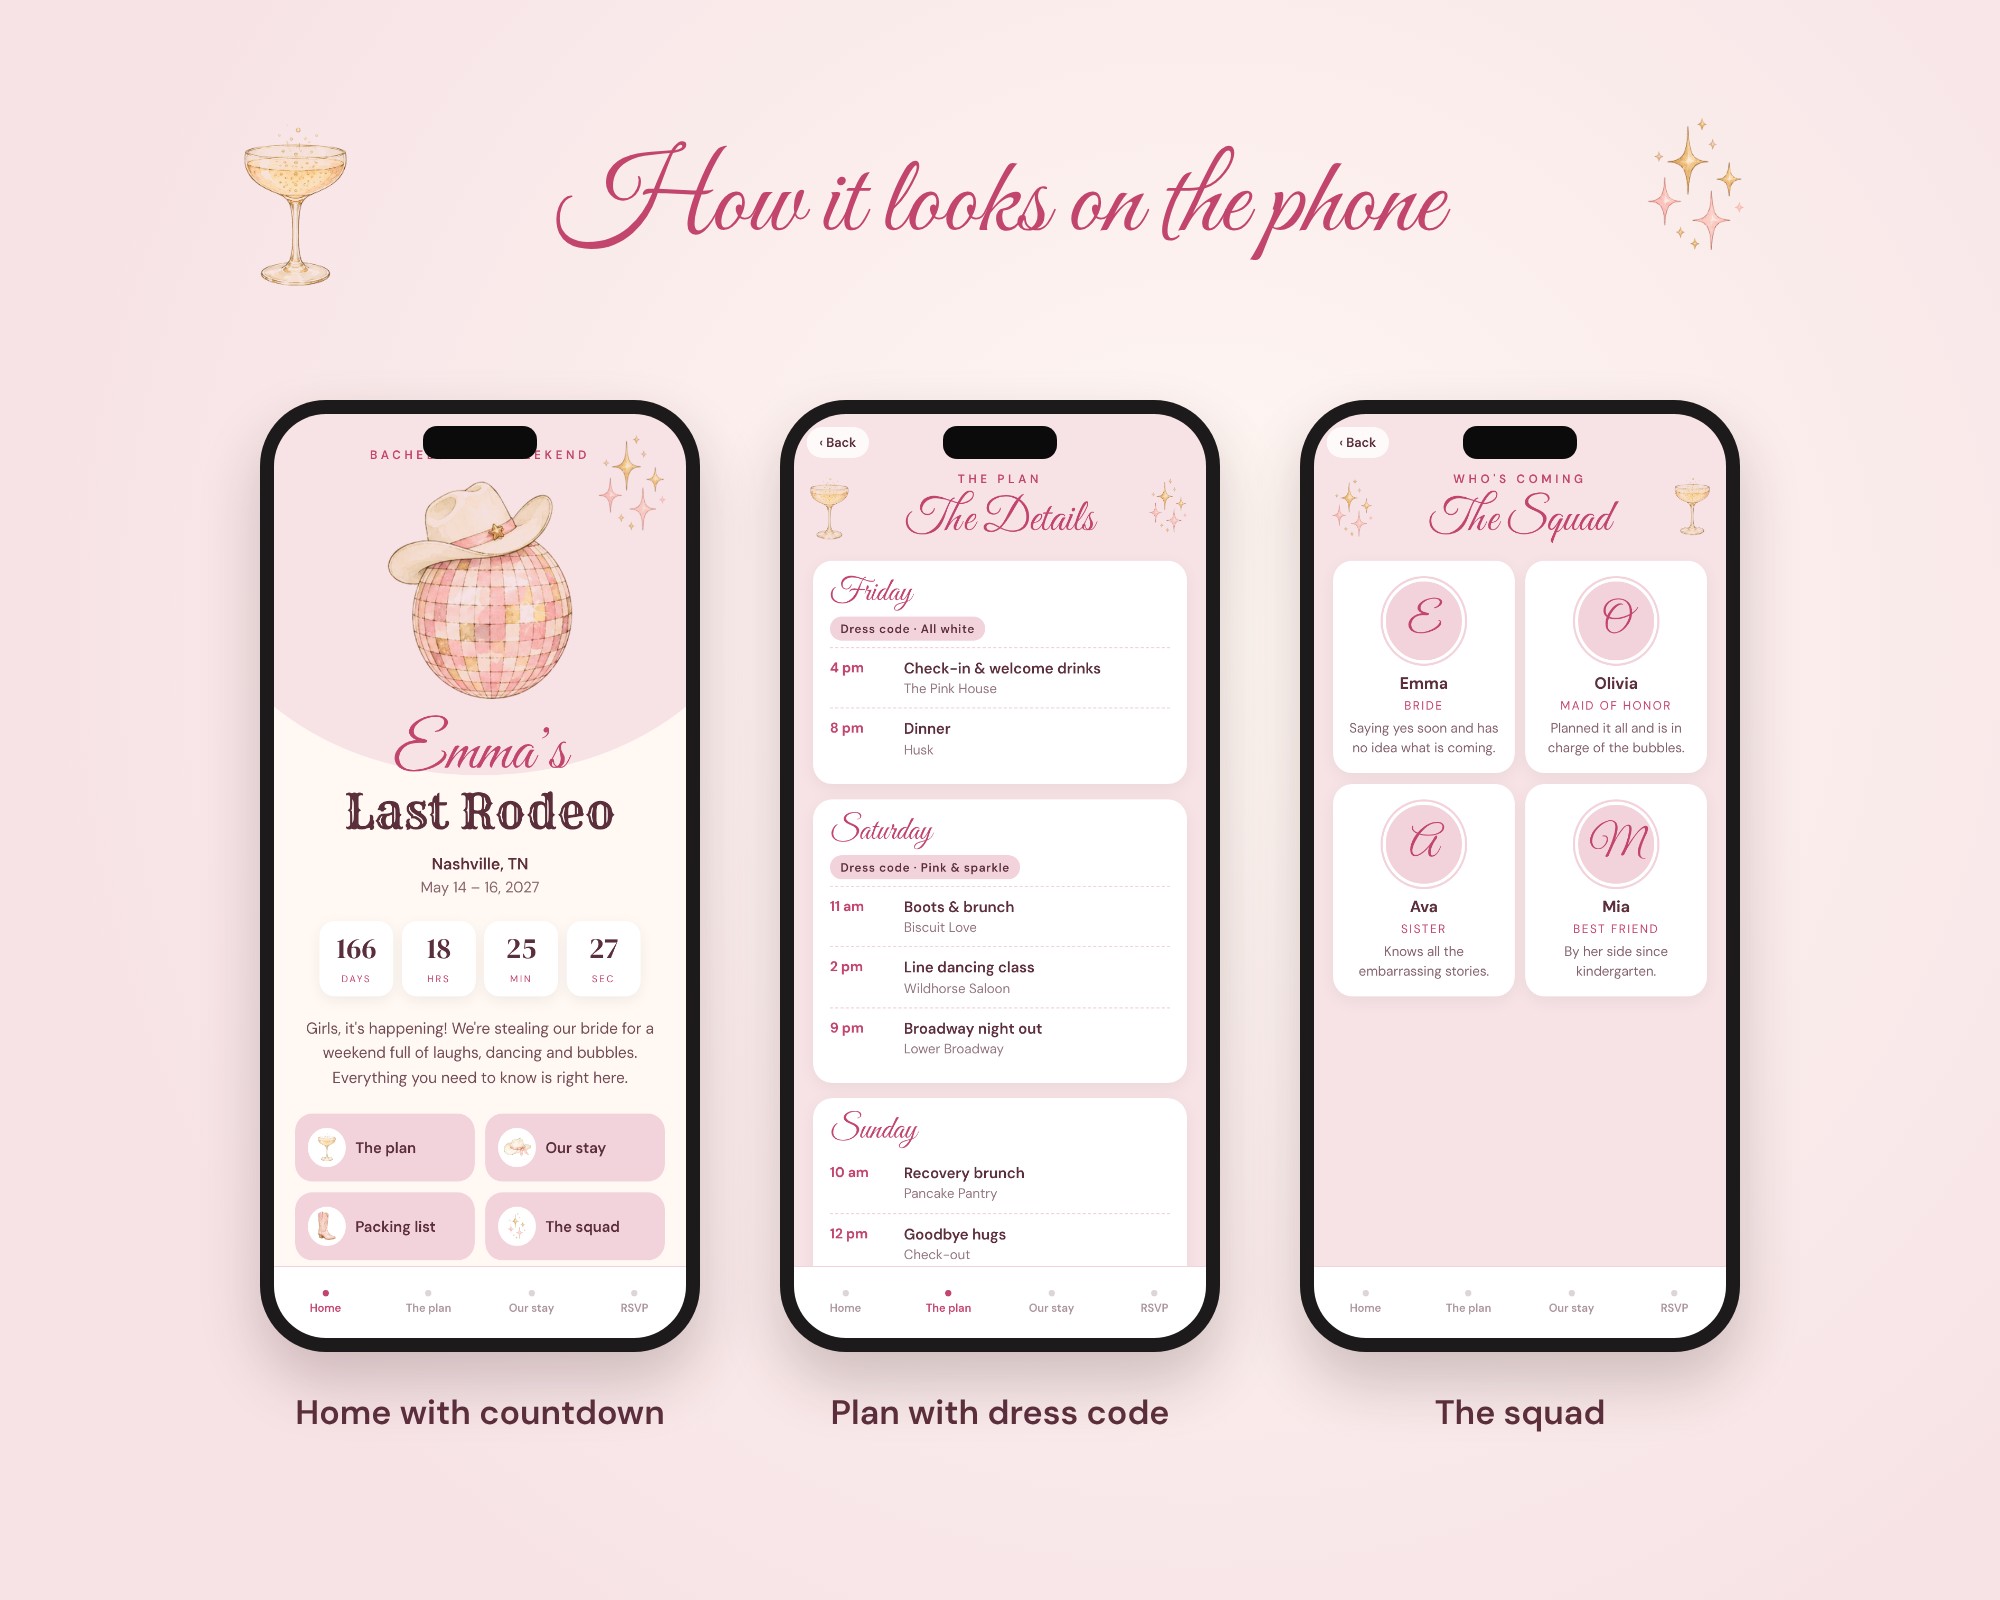 How it looks on the phone
BACHE EKEND
Emma's
Last Rodeo
Nashville, TN
May 14 – 16, 2027
166 18 25 27
DAYS HRS MIN SEC
Girls, it's happening! We're stealing our bride for a
weekend full of laughs, dancing and bubbles.
Everything you need to know is right here.
The plan
Our stay
Packing list
The squad
Home The plan Our stay RSVP
Home with countdown
‹ Back
THE PLAN
The Details
Friday
Dress code · All white
4 pm Check-in & welcome drinks
The Pink House
8 pm Dinner
Husk
Saturday
Dress code · Pink & sparkle
11 am Boots & brunch
Biscuit Love
2 pm Line dancing class
Wildhorse Saloon
9 pm Broadway night out
Lower Broadway
Sunday
10 am Recovery brunch
Pancake Pantry
12 pm Goodbye hugs
Check-out
Home The plan Our stay RSVP
Plan with dress code
‹ Back
WHO'S COMING
The Squad
E
Emma
BRIDE
Saying yes soon and has
no idea what is coming.
O
Olivia
MAID OF HONOR
Planned it all and is in
charge of the bubbles.
A
Ava
SISTER
Knows all the
embarrassing stories.
M
Mia
BEST FRIEND
By her side since
kindergarten.
Home The plan Our stay RSVP
The squad